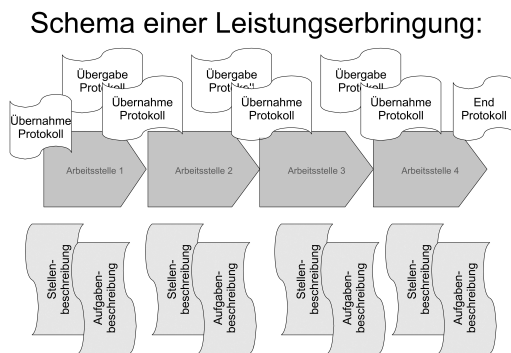 Schema einer Leistungserbringung:
Übergabe
Protokoll
Übergabe
Protokoll
Übergabe
Protokoll
Übernahme
Protokoll
Übernahme
Protokoll
Übernahme
Protokoll
Übernahme
Protokoll
End
Protokoll
Arbeitsstelle 1
Arbeitsstelle 2
Arbeitsstelle 3
Arbeitsstelle 4
Stellen-
beschreibung
Aufgaben-
beschreibung
Stellen-
beschreibung
Aufgaben-
beschreibung
Stellen-
beschreibung
Aufgaben-
beschreibung
Stellen-
beschreibung
Aufgaben-
beschreibung